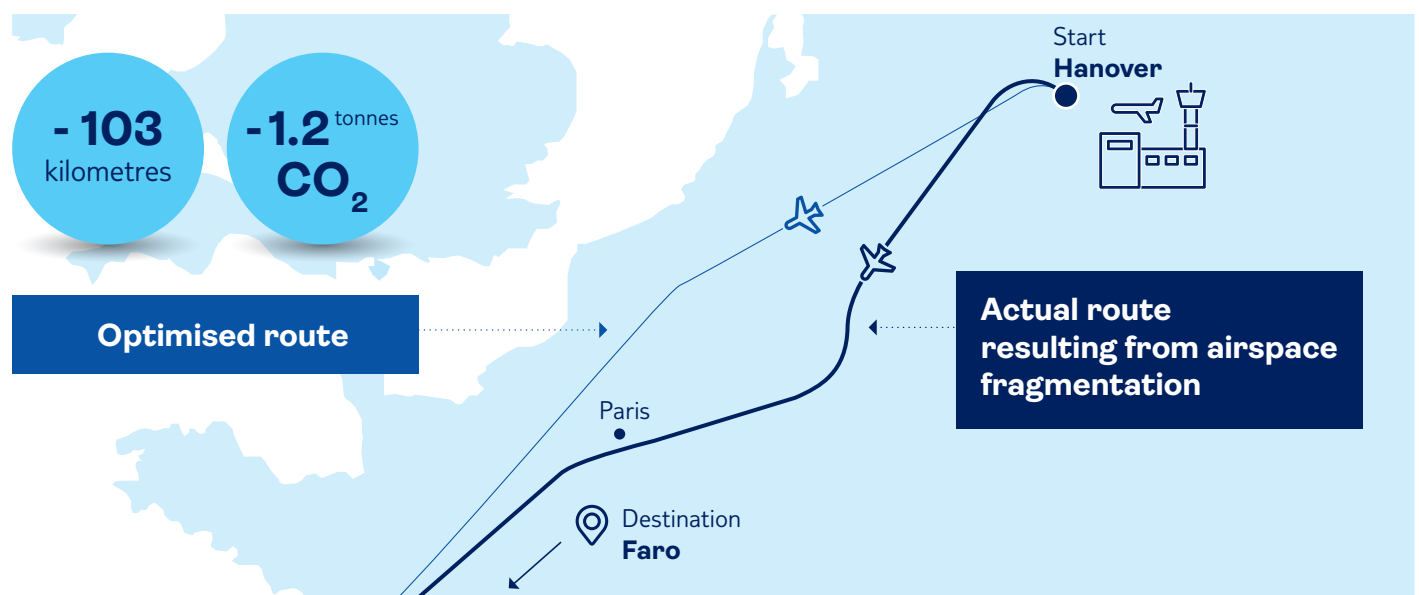 - 103
kilometres
-1.2 tonnes
CO2
Start
Hanover
Optimised route
Actual route
resulting from airspace
fragmentation
Paris
Destination
Faro